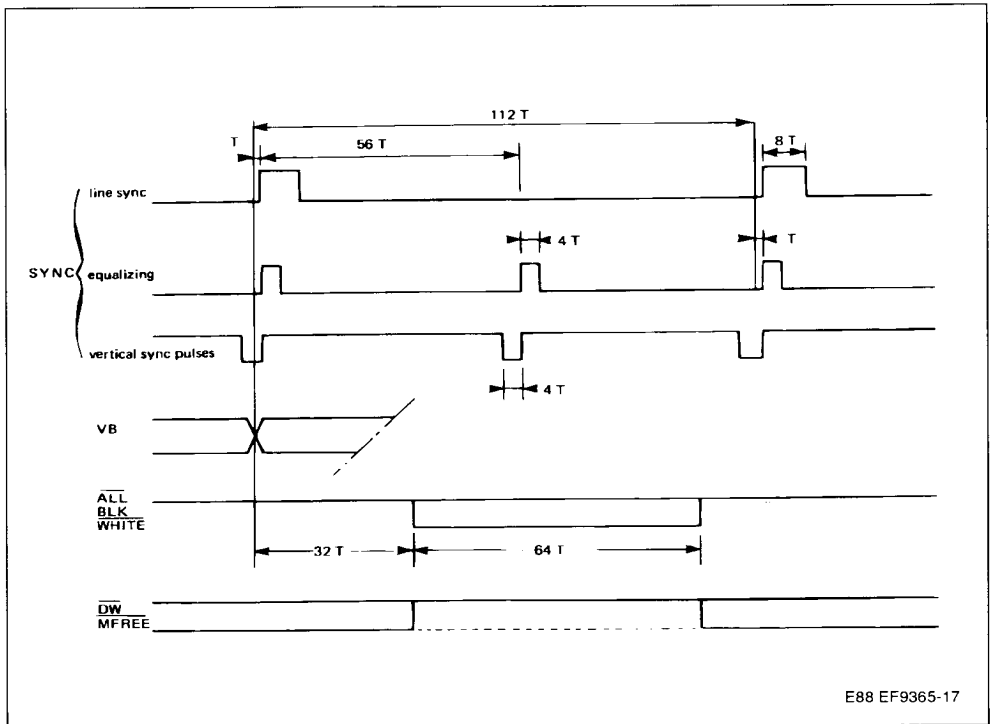 112 T
T
56 T
8 T
line sync
4 T
T
SYNC
equalizing
vertical sync pulses
4 T
VB
ALL
BLK
WHITE
32 T
64 T
DW
MFREE
E88 EF9365-17